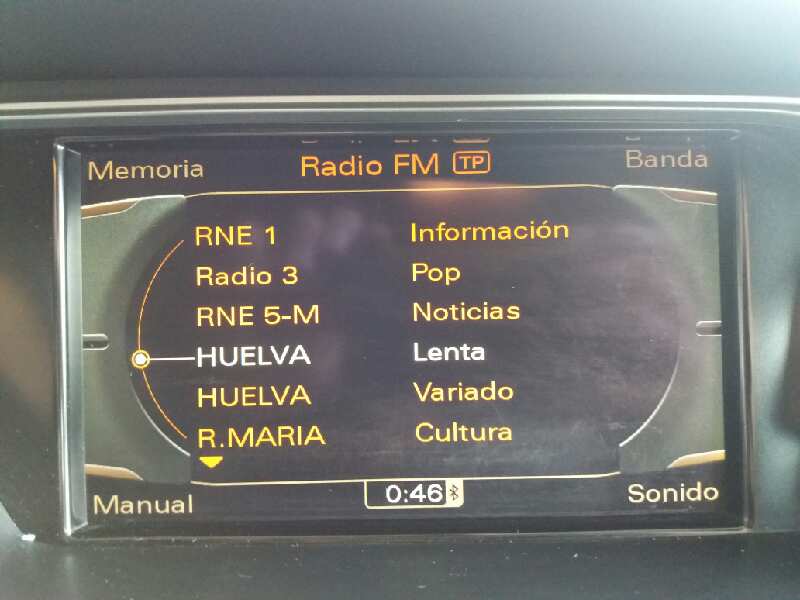 Memoria Radio FM TP Banda
RNE 1 Información
Radio 3 Pop
RNE 5-M Noticias
HUELVA Lenta
HUELVA Variado
R.MARIA Cultura
Manual 0:46 Sonido